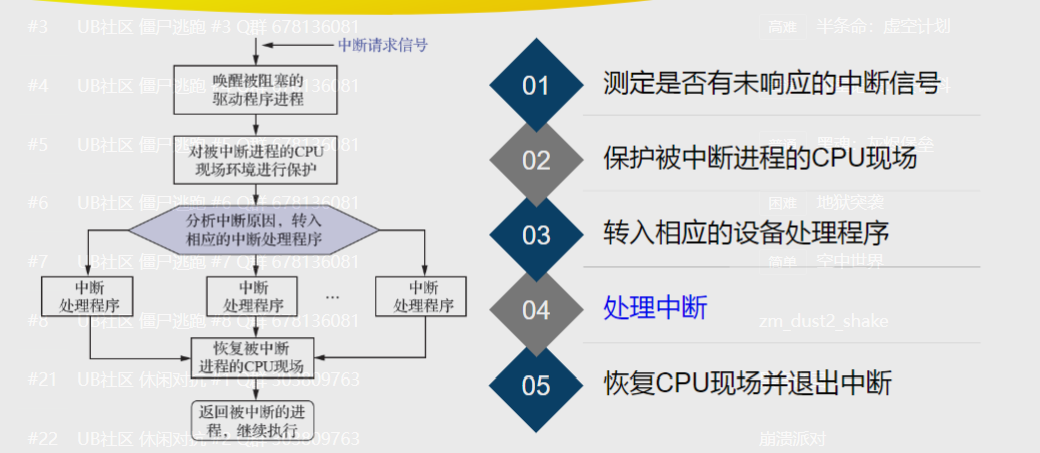 #3 UB社区 僵尸逃跑 #3 Q群 678136081
高难 半条命：虚空计划
中断请求信号
唤醒被阻塞的
驱动程序进程
#4 UB社区 僵尸逃跑 #4 Q群 678136081
01 测定是否有未响应的中断信号
对被中断进程的CPU
现场环境进行保护
#5 UB社区 僵尸逃跑 #5 Q群 678136081
02 保护被中断进程的CPU现场
#6 UB社区 僵尸逃跑 #6 Q群 678136081
困难 地狱突袭
分析中断原因，转入
相应的中断处理程序
03 转入相应的设备处理程序
#7 UB社区 僵尸逃跑 #7 Q群 678136081
简单 空中世界
中断
处理程序
中断
处理程序
...
中断
处理程序
04 处理中断
#8 UB社区 僵尸逃跑 #8 Q群 678136081
zm_dust2_shake
恢复被中断
进程的CPU现场
#21 UB社区 休闲对抗 #1 Q群
05 恢复CPU现场并退出中断
返回被中断的进
程，继续执行
#22 UB社区 休闲对抗
崩溃派对